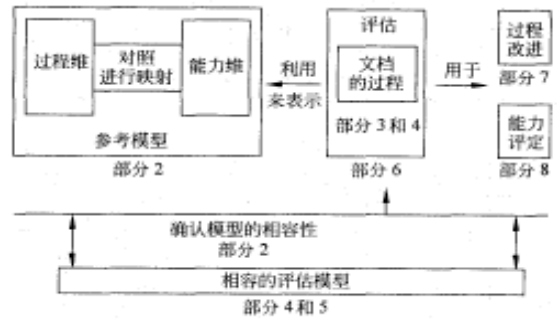 过程维
对照
进行映射
能力维
参考模型
部分 2
利用
未表示
评估
文档
的过程
部分 3 和 4
部分 6
用于
过程
改进
部分 7
能力
评定
部分 8
确认模型的相容性
部分 2
相容的评估模型
部分 4 和 5